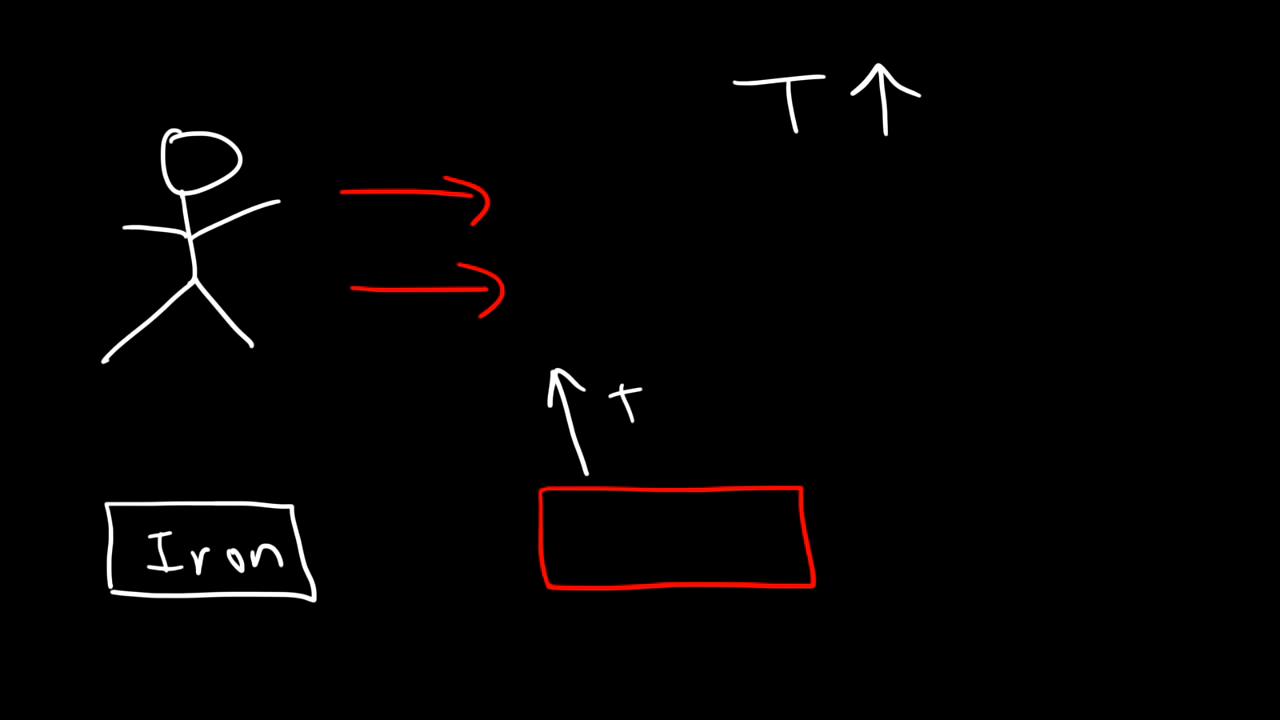 T ↑
↑ t
Iron